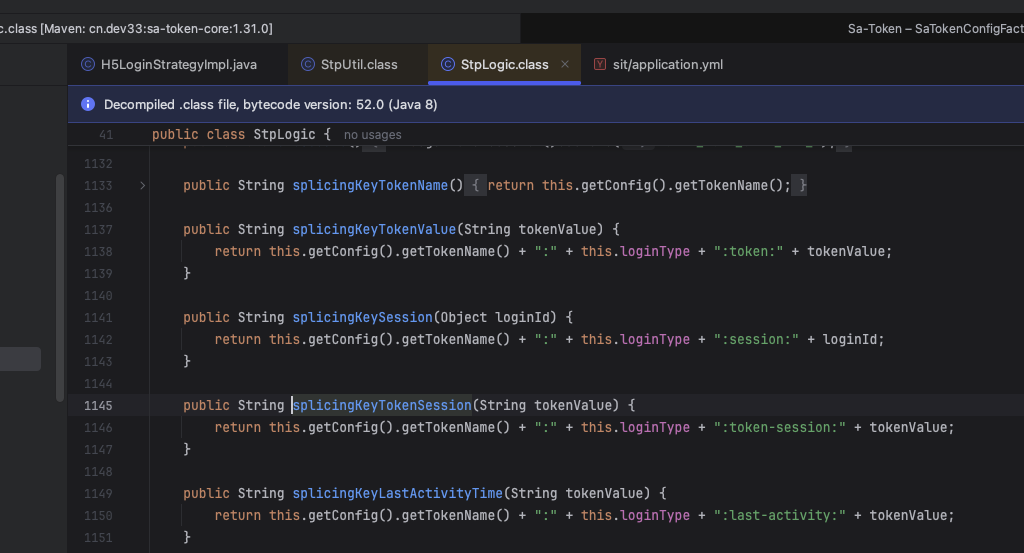 c.class [Maven: cn.dev33:sa-token-core:1.31.0]
Sa-Token – SaTokenConfigFact
H5LoginStrategyImpl.java StpUtil.class StpLogic.class × sit/application.yml
Decompiled .class file, bytecode version: 52.0 (Java 8)
41 public class StpLogic { no usages
1132
1133 public String splicingKeyTokenName() { return this.getConfig().getTokenName(); }
1136
1137 public String splicingKeyTokenValue(String tokenValue) {
1138 return this.getConfig().getTokenName() + ":" + this.loginType + ":token:" + tokenValue;
1139 }
1140
1141 public String splicingKeySession(Object loginId) {
1142 return this.getConfig().getTokenName() + ":" + this.loginType + ":session:" + loginId;
1143 }
1144
1145 public String splicingKeyTokenSession(String tokenValue) {
1146 return this.getConfig().getTokenName() + ":" + this.loginType + ":token-session:" + tokenValue;
1147 }
1148
1149 public String splicingKeyLastActivityTime(String tokenValue) {
1150 return this.getConfig().getTokenName() + ":" + this.loginType + ":last-activity:" + tokenValue;
1151 }